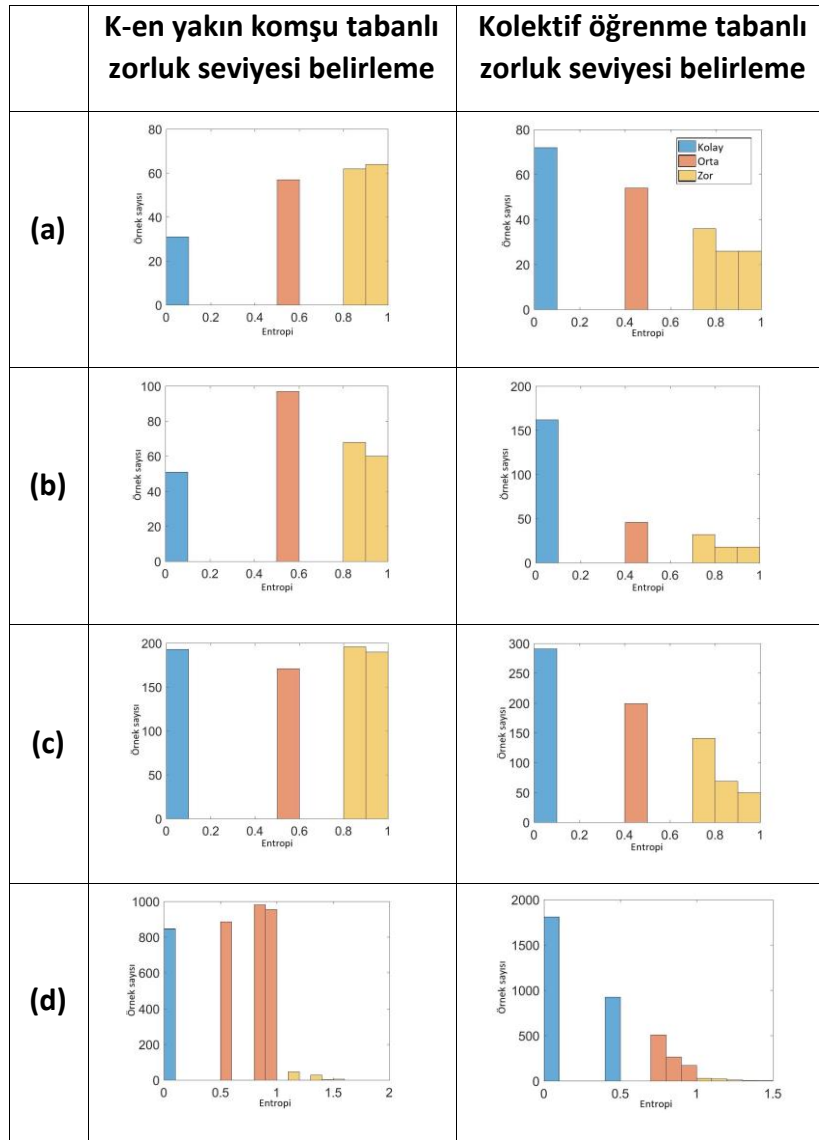 K-en yakın komşu tabanlı
zorluk seviyesi belirleme
Kolektif öğrenme tabanlı
zorluk seviyesi belirleme
(a)
80
60
40
20
0
Örnek sayısı
0 0.2 0.4 0.6 0.8 1
Entropi
80
60
40
20
0
Örnek sayısı
Kolay
Orta
Zor
0 0.2 0.4 0.6 0.8 1
Entropi
(b)
100
80
60
40
20
0
Örnek sayısı
0 0.2 0.4 0.6 0.8 1
Entropi
200
150
100
50
0
Örnek sayısı
0 0.2 0.4 0.6 0.8 1
Entropi
(c)
200
150
100
50
0
Örnek sayısı
0 0.2 0.4 0.6 0.8 1
Entropi
300
250
200
150
100
50
0
Örnek sayısı
0 0.2 0.4 0.6 0.8 1
Entropi
(d)
1000
800
600
400
200
0
Örnek sayısı
0 0.5 1 1.5 2
Entropi
2000
1500
1000
500
0
Örnek sayısı
0 0.5 1 1.5
Entropi